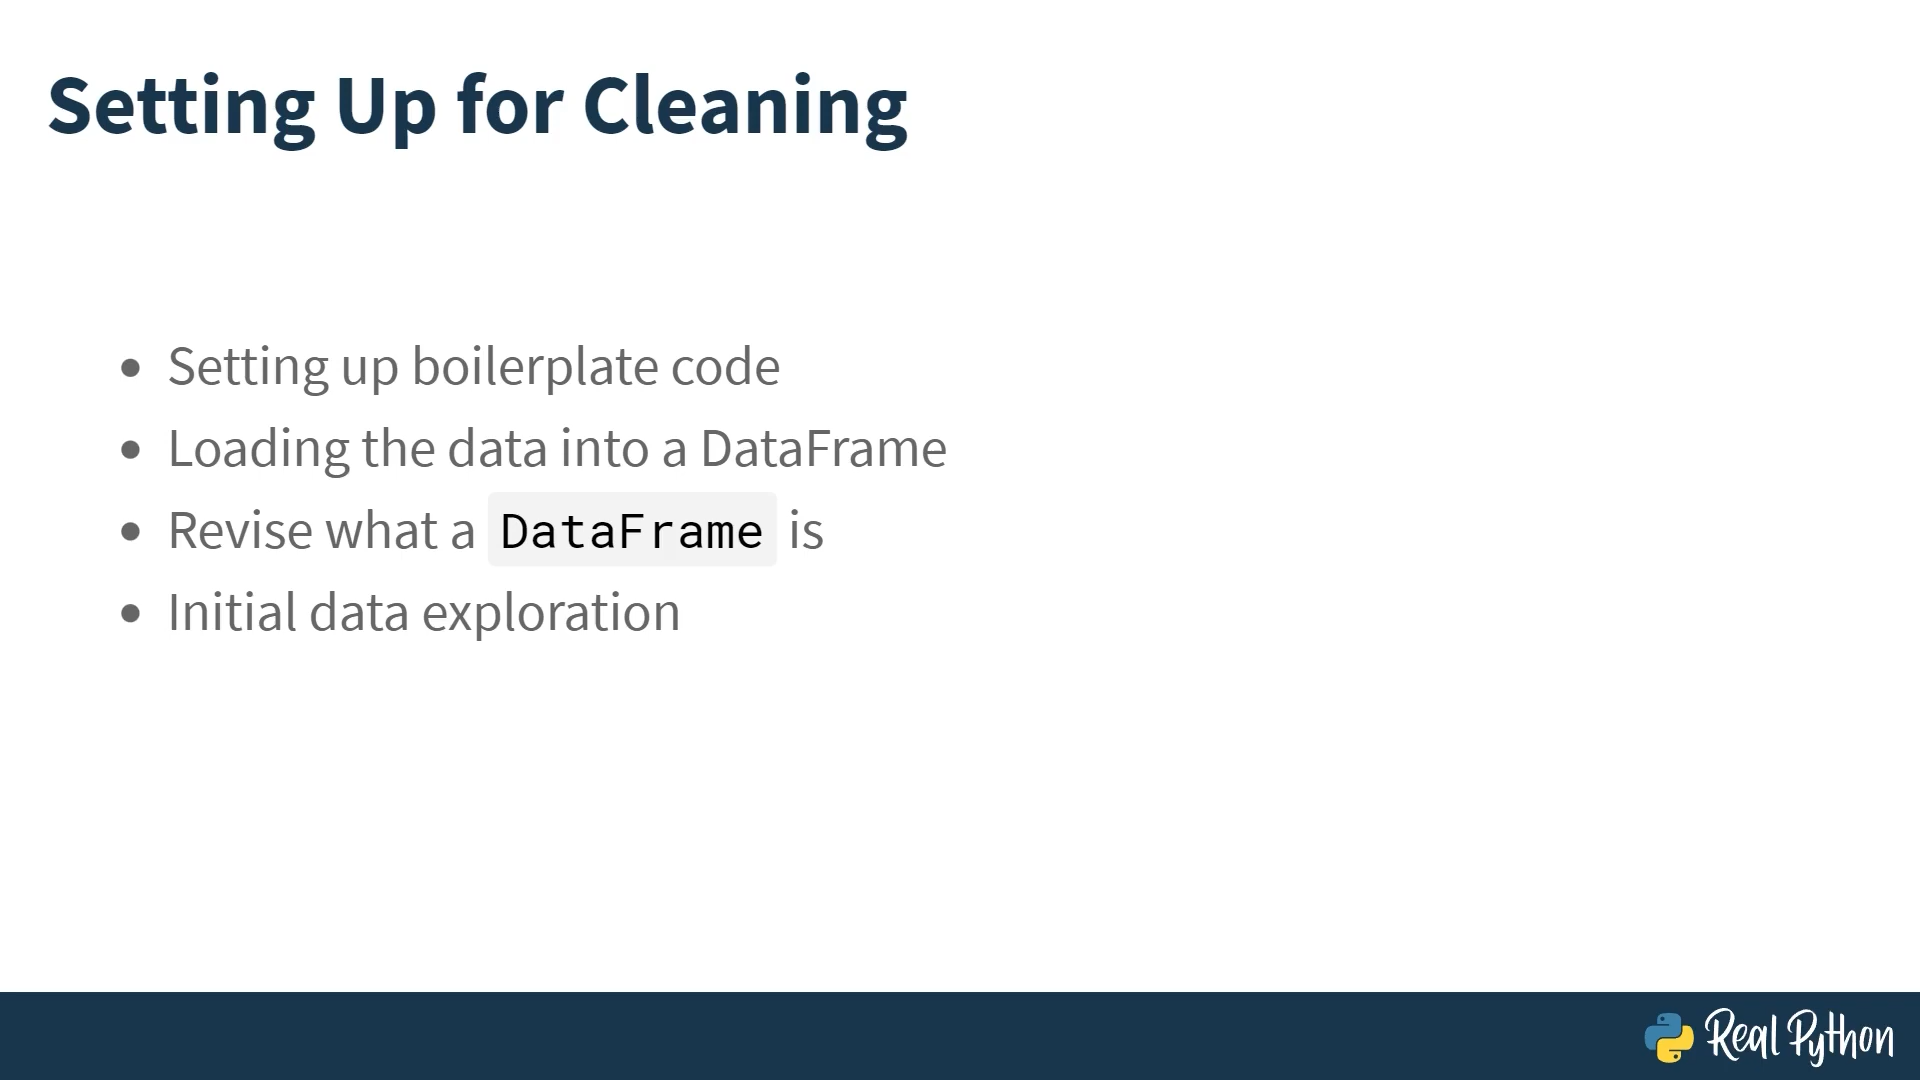 Setting Up for Cleaning
• Setting up boilerplate code
• Loading the data into a DataFrame
• Revise what a DataFrame is
• Initial data exploration
Real Python